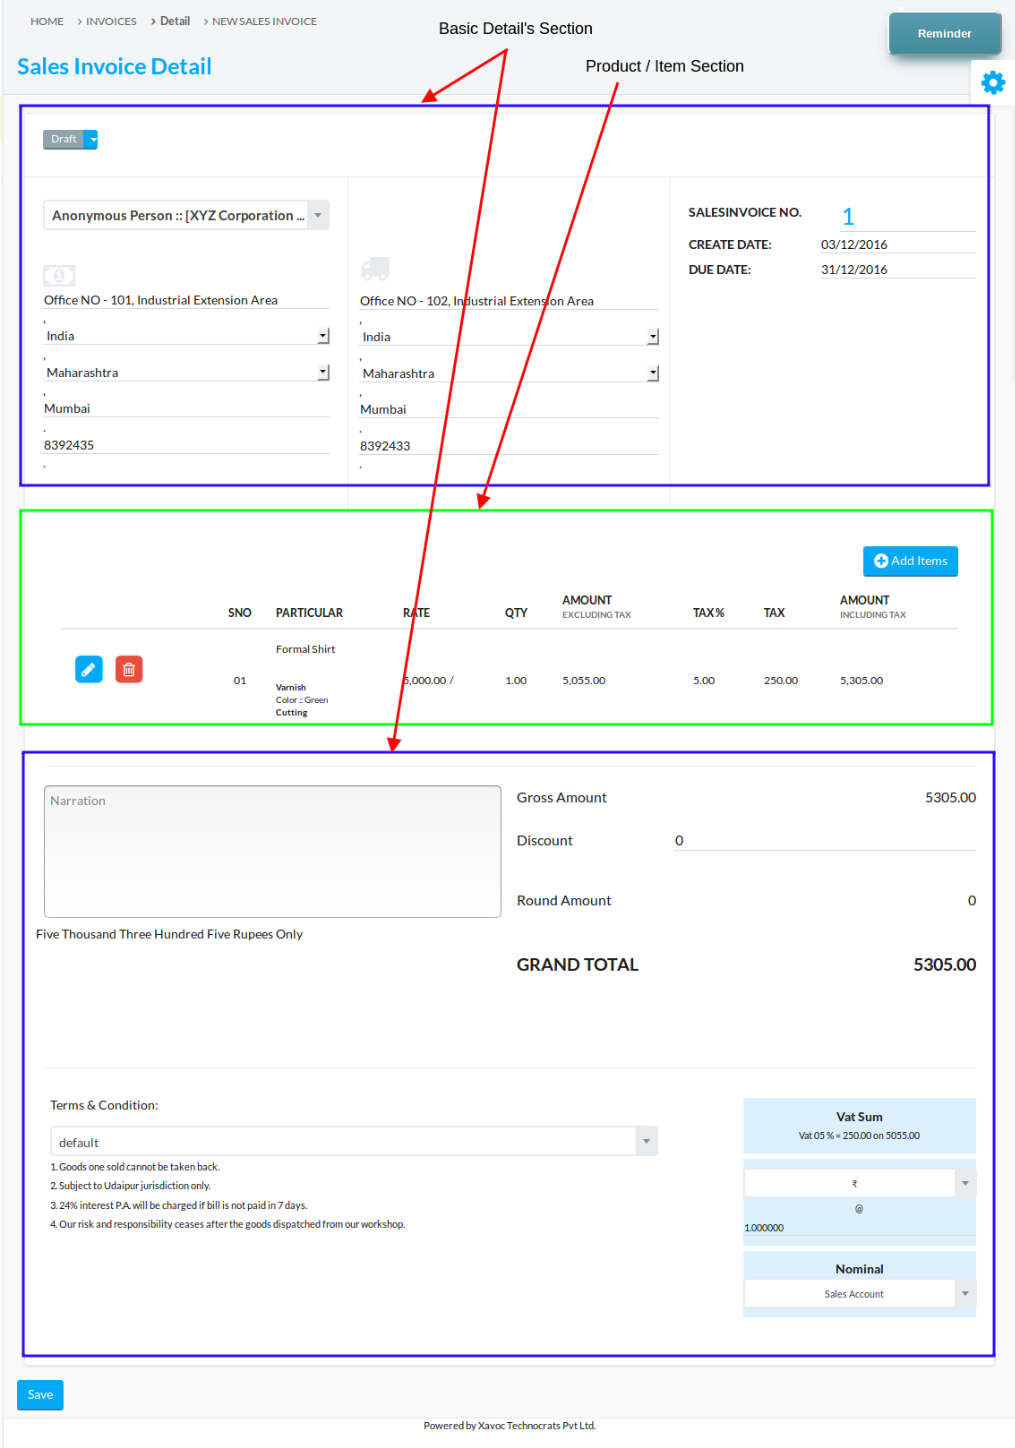 HOME > INVOICES > Detail > NEW SALES INVOICE
Basic Detail's Section
Reminder
Sales Invoice Detail
Product / Item Section
Draft
Anonymous Person :: [XYZ Corporation ...
SALESINVOICE NO. 1
CREATE DATE: 03/12/2016
DUE DATE: 31/12/2016
Office NO - 101, Industrial Extension Area
,
India
,
Maharashtra
,
Mumbai
.
8392435
.
Office NO - 102, Industrial Extension Area
,
India
,
Maharashtra
,
Mumbai
.
8392433
.
Add Items
SNO PARTICULAR RATE QTY AMOUNT EXCLUDING TAX TAX % TAX AMOUNT INCLUDING TAX
Formal Shirt
01 5,000.00 / 1.00 5,055.00 5.00 250.00 5,305.00
Varnish
Color :: Green
Cutting
Narration
Gross Amount 5305.00
Discount 0
Round Amount 0
Five Thousand Three Hundred Five Rupees Only
GRAND TOTAL 5305.00
Terms & Condition:
default
1. Goods one sold cannot be taken back.
2. Subject to Udaipur jurisdiction only.
3. 24% interest P.A. will be charged if bill is not paid in 7 days.
4. Our risk and responsibility ceases after the goods dispatched from our workshop.
Vat Sum
Vat 05 % = 250.00 on 5055.00
₹
@
1.000000
Nominal
Sales Account
Save
Powered by Xavoc Technocrats Pvt Ltd.